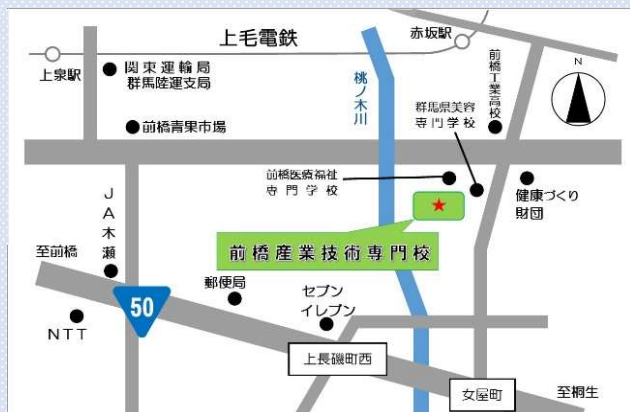 上毛電鉄
赤坂駅
上泉駅
関東運輸局
群馬陸運支局
桃ノ木川
前橋工業高校
N
群馬県美容
専門学校
前橋青果市場
前橋医療福祉
専門学校
健康づくり
財団
JA木瀬
前橋産業技術専門校
至前橋
郵便局
セブン
イレブン
50
NTT
上長磯町西
女屋町
至桐生